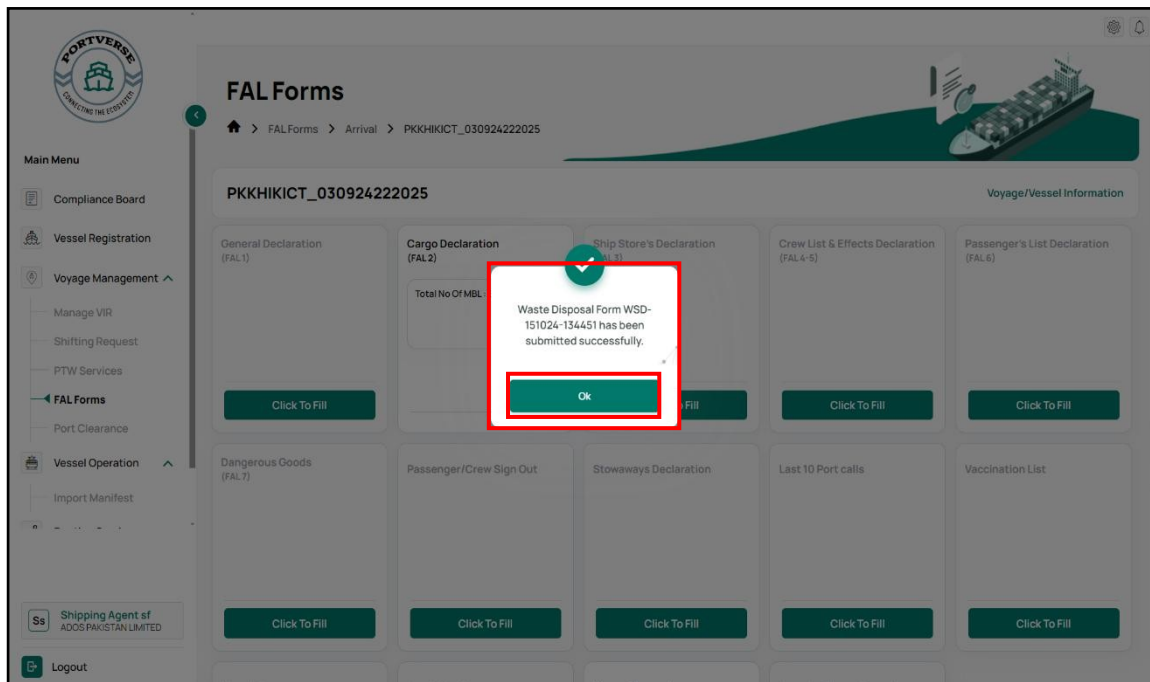 PORTVERSE
CONNECTING THE ECOSYSTEM
FAL Forms
FAL Forms > Arrival > PKKHIKICT_030924222025
Main Menu
Compliance Board
Vessel Registration
Voyage Management
Manage VIR
Shifting Request
PTW Services
FAL Forms
Port Clearance
Vessel Operation
Import Manifest
Ss
Shipping Agent sf
ADOS PAKISTAN LIMITED
Logout
PKKHIKICT_030924222025
Voyage/Vessel Information
General Declaration
(FAL 1)
Click To Fill
Cargo Declaration
(FAL 2)
Total No Of MBL :
Ship Store's Declaration
Fill
Crew List & Effects Declaration
(FAL 4-5)
Click To Fill
Passenger's List Declaration
(FAL 6)
Click To Fill
Waste Disposal Form WSD-
151024-134451 has been
submitted successfully.
Ok
Dangerous Goods
(FAL 7)
Click To Fill
Passenger/Crew Sign Out
Click To Fill
Stowaways Declaration
Click To Fill
Last 10 Port calls
Click To Fill
Vaccination List
Click To Fill